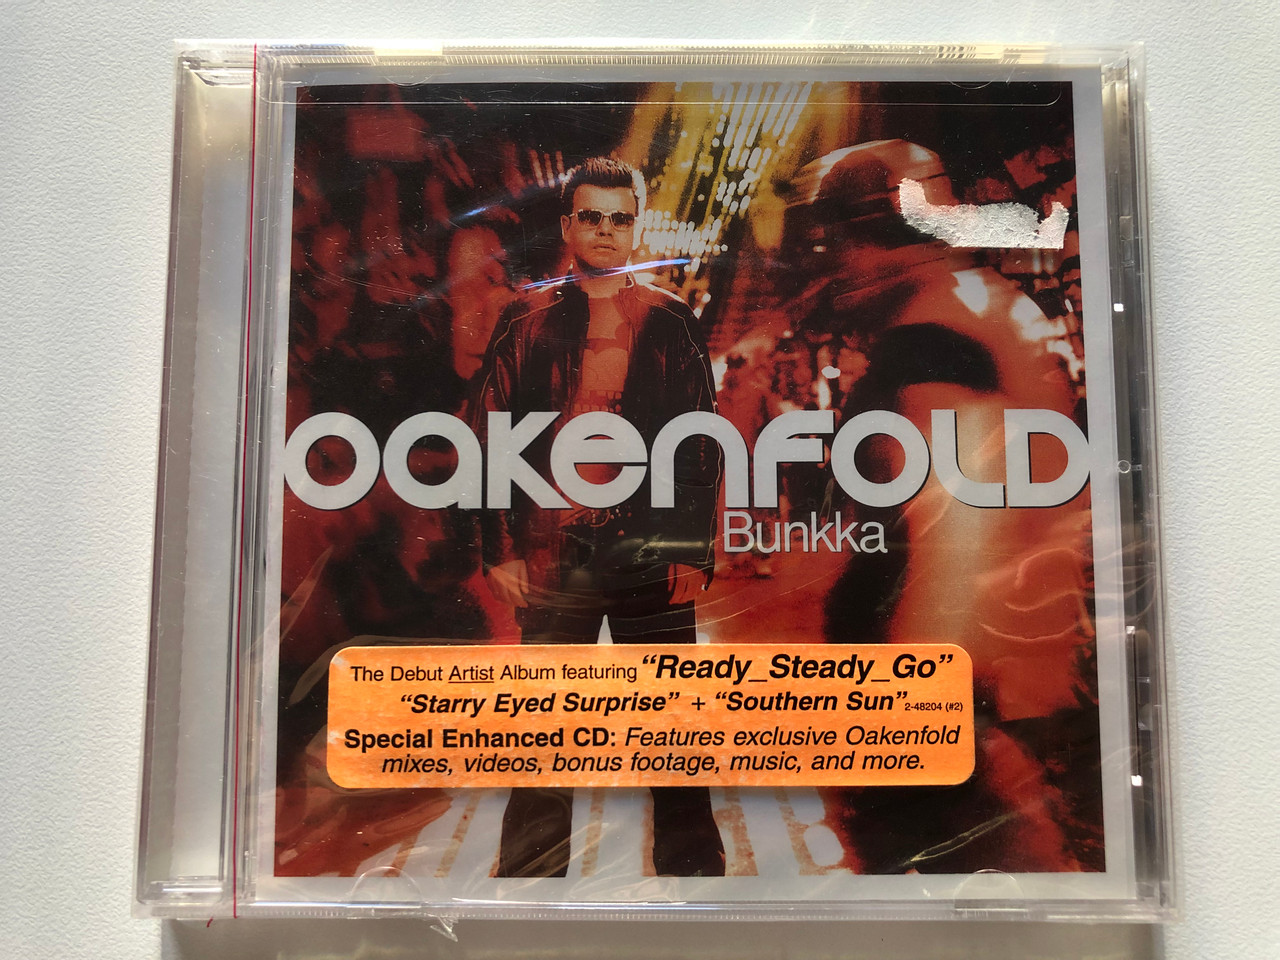 OAKENFOLD
Bunkka
The Debut Artist Album featuring “Ready_Steady_Go”
“Starry Eyed Surprise” + “Southern Sun” 2-48204 (#2)
Special Enhanced CD: Features exclusive Oakenfold
mixes, videos, bonus footage, music, and more.